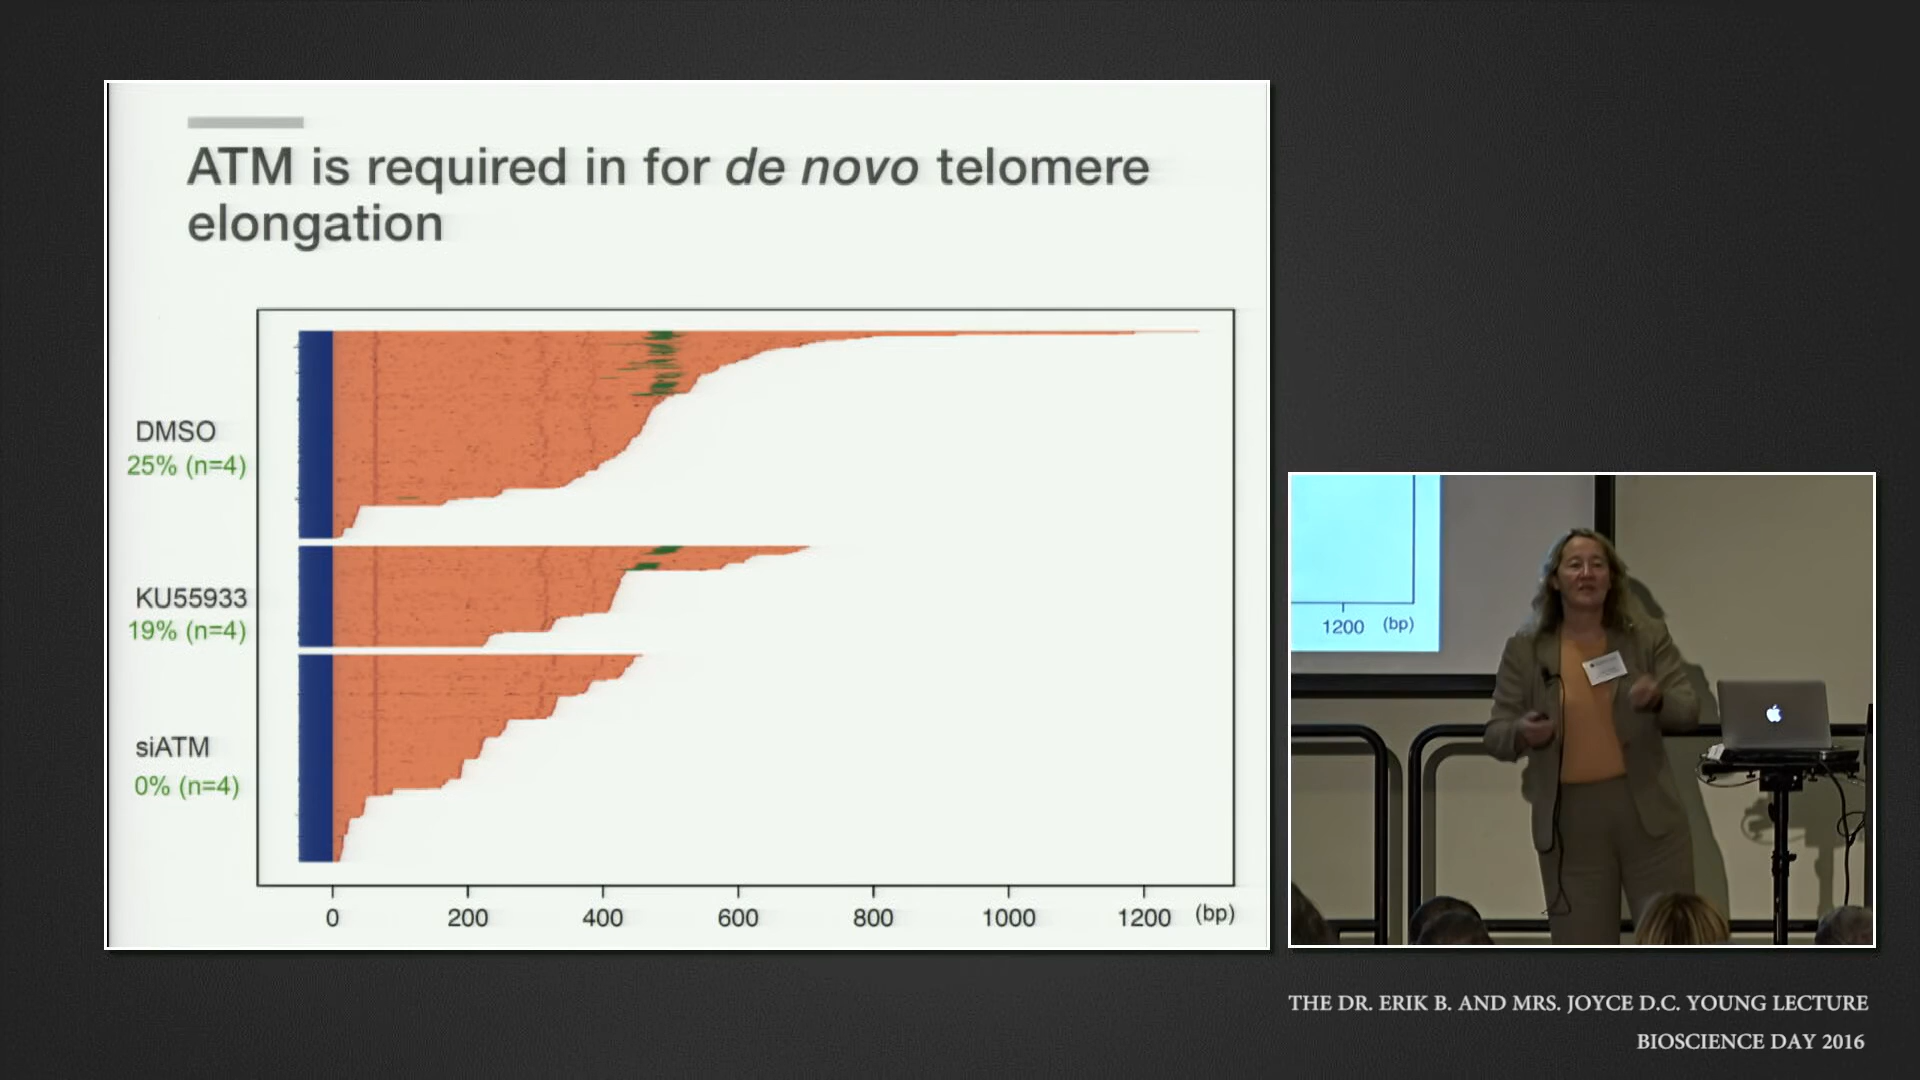 ATM is required in for de novo telomere
elongation
DMSO
25% (n=4)
KU55933
19% (n=4)
siATM
0% (n=4)
0 200 400 600 800 1000 1200 (bp)
1200 (bp)
THE DR. ERIK B. AND MRS. JOYCE D.C. YOUNG LECTURE
BIOSCIENCE DAY 2016